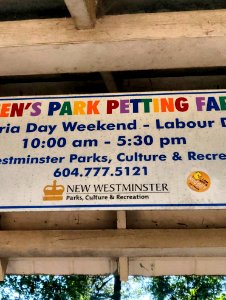 EN'S PARK PETTING FA
ria Day Weekend - Labour D
10:00 am - 5:30 pm
estminster Parks, Culture & Recre
604.777.5121
NEW WESTMINSTER
Parks, Culture & Recreation